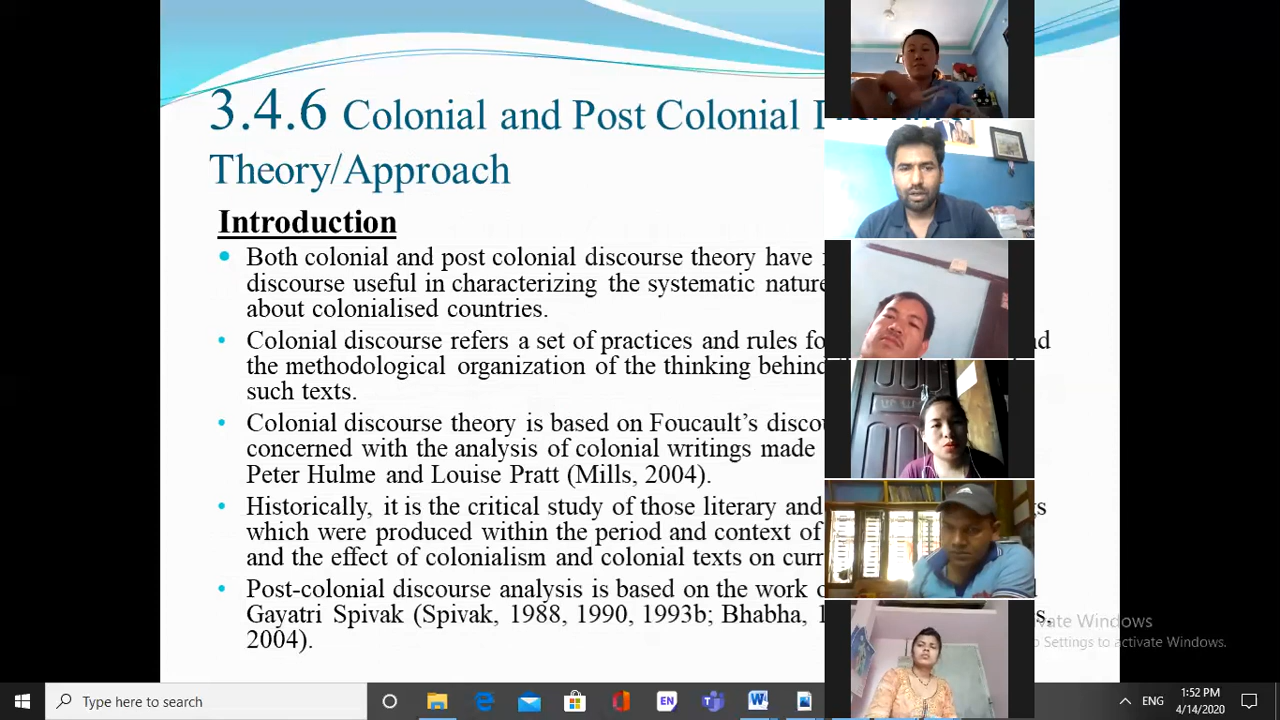 3.4.6 Colonial and Post Colonial
Theory/Approach
Introduction
• Both colonial and post colonial discourse theory have
discourse useful in characterizing the systematic nature
about colonialised countries.
• Colonial discourse refers a set of practices and rules
the methodological organization of the thinking behind
such texts.
• Colonial discourse theory is based on Foucault's
concerned with the analysis of colonial writings made
Peter Hulme and Louise Pratt (Mills, 2004).
• Historically, it is the critical study of those literary and
which were produced within the period and context of
and the effect of colonialism and colonial texts on
• Post-colonial discourse analysis is based on the work
Gayatri Spivak (Spivak, 1988, 1990, 1993b; Bhabha,
2004).
Windows
Settings to activate Windows.
Type here to search
EN
ENG
1:52 PM
4/14/2020